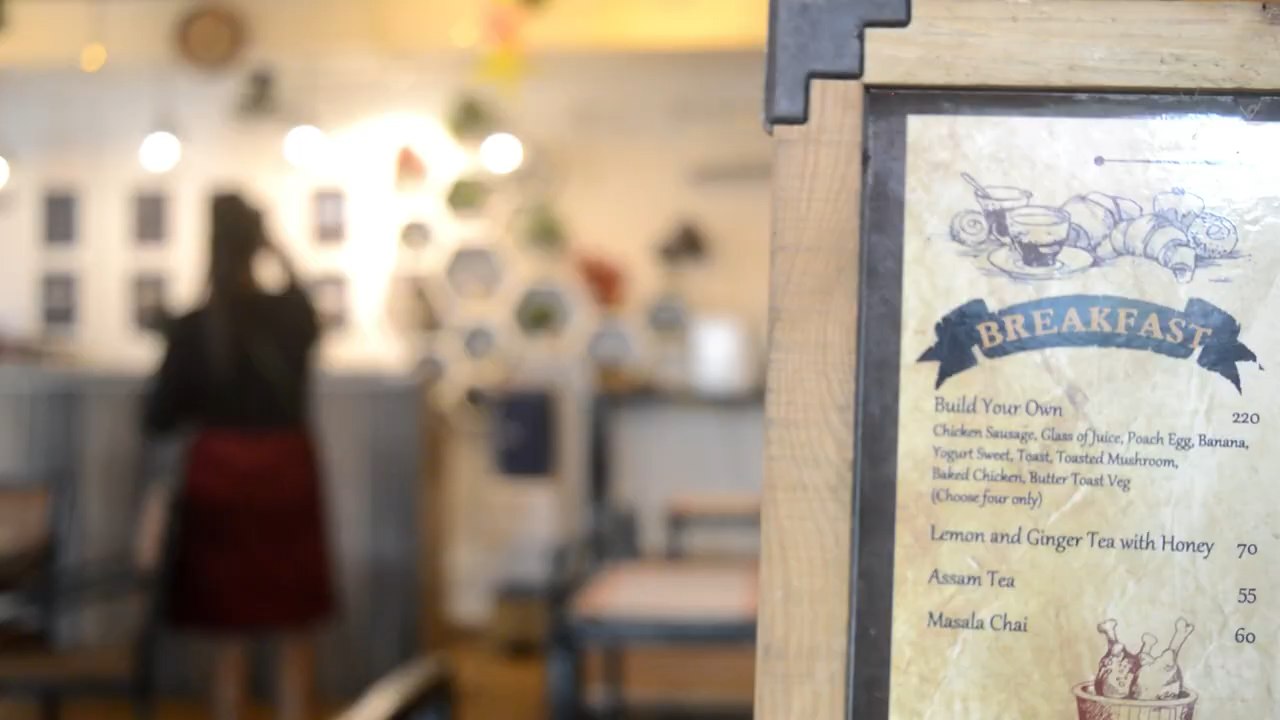 BREAKFAST
Build Your Own 220
Chicken Sausage, Glass of Juice, Poach Egg, Banana,
Yogurt Sweet, Toast, Toasted Mushroom,
Baked Chicken, Butter Toast Veg
(Choose four only)
Lemon and Ginger Tea with Honey 70
Assam Tea 55
Masala Chai 60